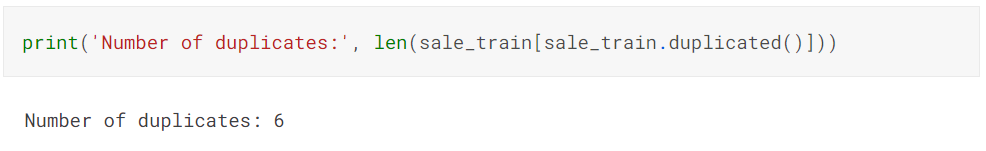 print('Number of duplicates:', len(sale_train[sale_train.duplicated()]))
Number of duplicates: 6